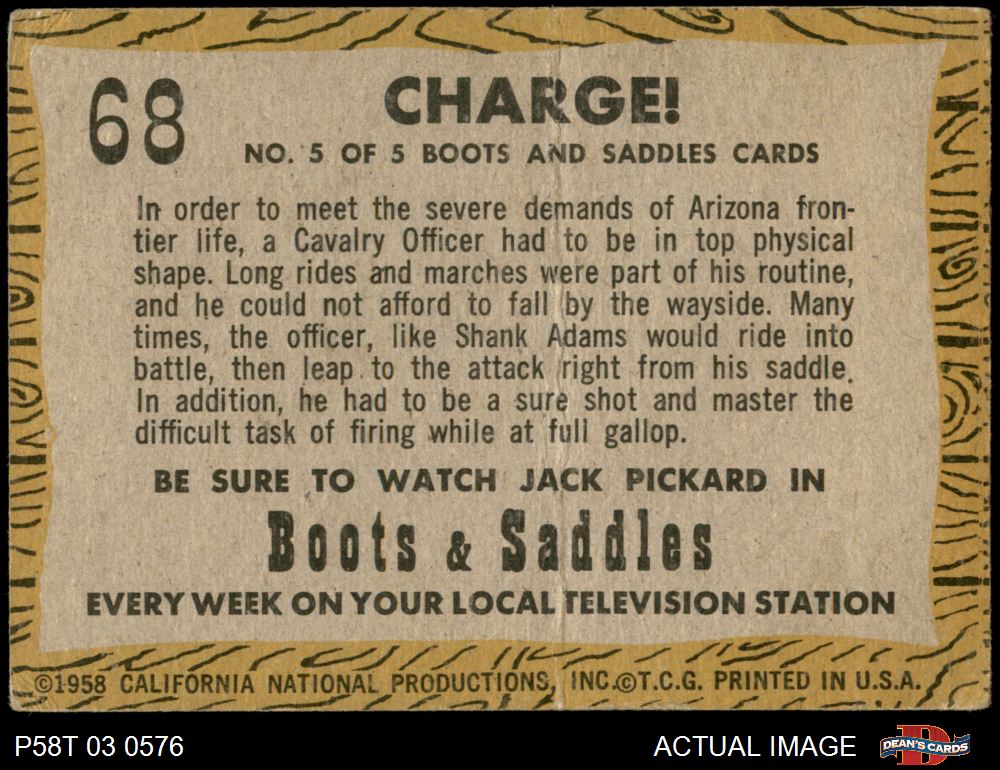 68
CHARGE!
NO. 5 OF 5 BOOTS AND SADDLES CARDS
In order to meet the severe demands of Arizona fron-
tier life, a Cavalry Officer had to be in top physical
shape. Long rides and marches were part of his routine,
and he could not afford to fall by the wayside. Many
times, the officer, like Shank Adams would ride into
battle, then leap to the attack right from his saddle.
In addition, he had to be a sure shot and master the
difficult task of firing while at full gallop.
BE SURE TO WATCH JACK PICKARD IN
Boots & Saddles
EVERY WEEK ON YOUR LOCAL TELEVISION STATION
©1958 CALIFORNIA NATIONAL PRODUCTIONS, INC.©T.C.G. PRINTED IN U.S.A.
P58T 03 0576
ACTUAL IMAGE
DEAN'S CARDS